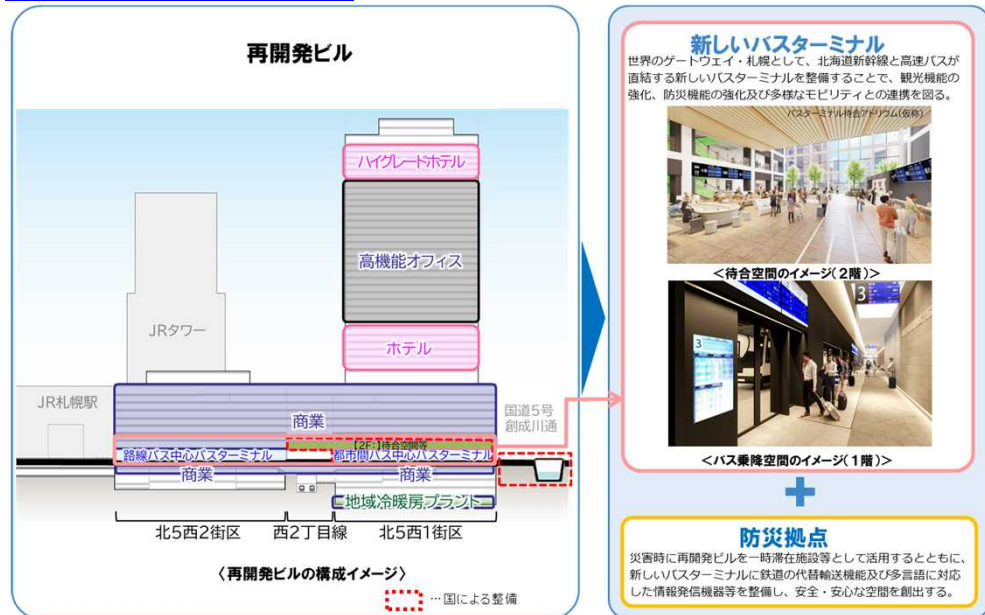 再開発ビル
ハイグレードホテル
高機能オフィス
JRタワー
ホテル
JR札幌駅
商業
国道5号
創成川通
【2F:】待合空間等
路線バス中心バスターミナル
都市間バス中心バスターミナル
商業
商業
地域冷暖房プラント
北5西2街区
西2丁目線
北5西1街区
〈再開発ビルの構成イメージ〉
…国による整備
新しいバスターミナル
世界のゲートウェイ・札幌として、北海道新幹線と高速バスが
直結する新しいバスターミナルを整備することで、観光機能の
強化、防災機能の強化及び多様なモビリティとの連携を図る。
バスターミナル待合アトリウム(仮称)
<待合空間のイメージ(2階)>
3
3
<バス乗降空間のイメージ(1階)>
防災拠点
災害時に再開発ビルを一時滞在施設等として活用するとともに、
新しいバスターミナルに鉄道の代替輸送機能及び多言語に対応
した情報発信機器等を整備し、安全・安心な空間を創出する。